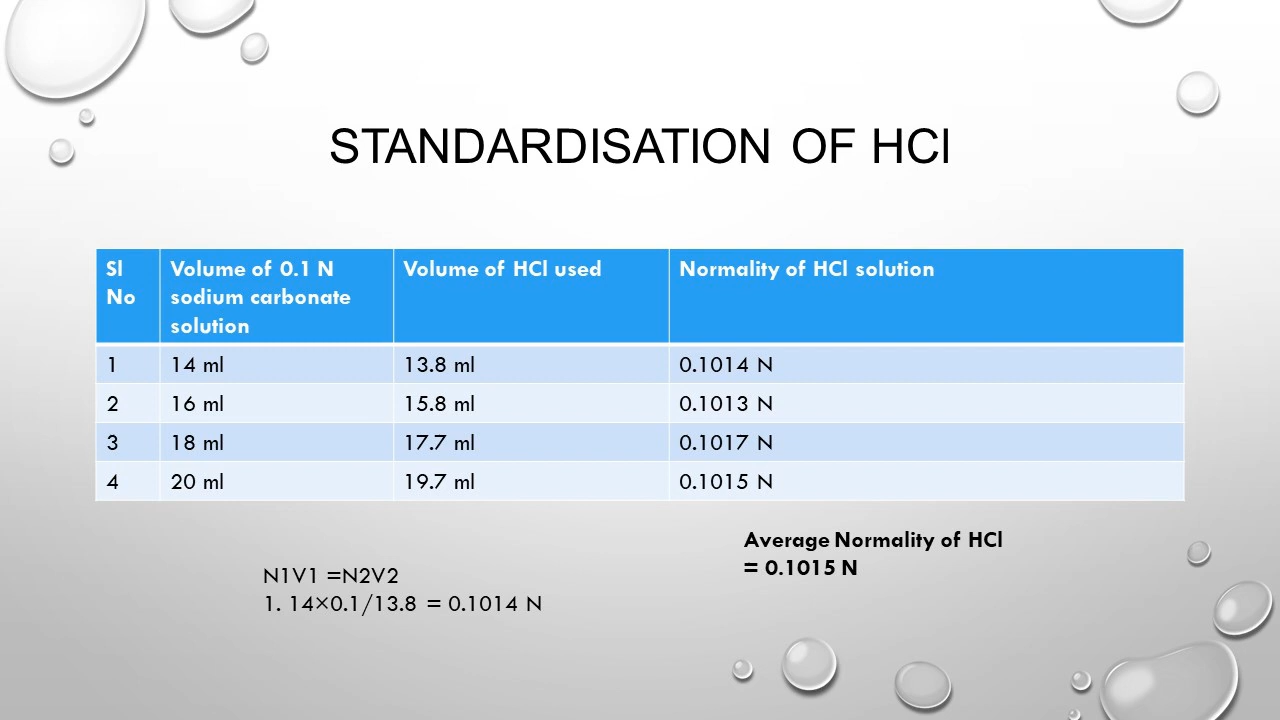 STANDARDISATION OF HCl
Sl No
Volume of 0.1 N sodium carbonate solution
Volume of HCl used
Normality of HCl solution
1 14 ml 13.8 ml 0.1014 N
2 16 ml 15.8 ml 0.1013 N
3 18 ml 17.7 ml 0.1017 N
4 20 ml 19.7 ml 0.1015 N
Average Normality of HCl
= 0.1015 N
N1V1 =N2V2
1. 14×0.1/13.8 = 0.1014 N